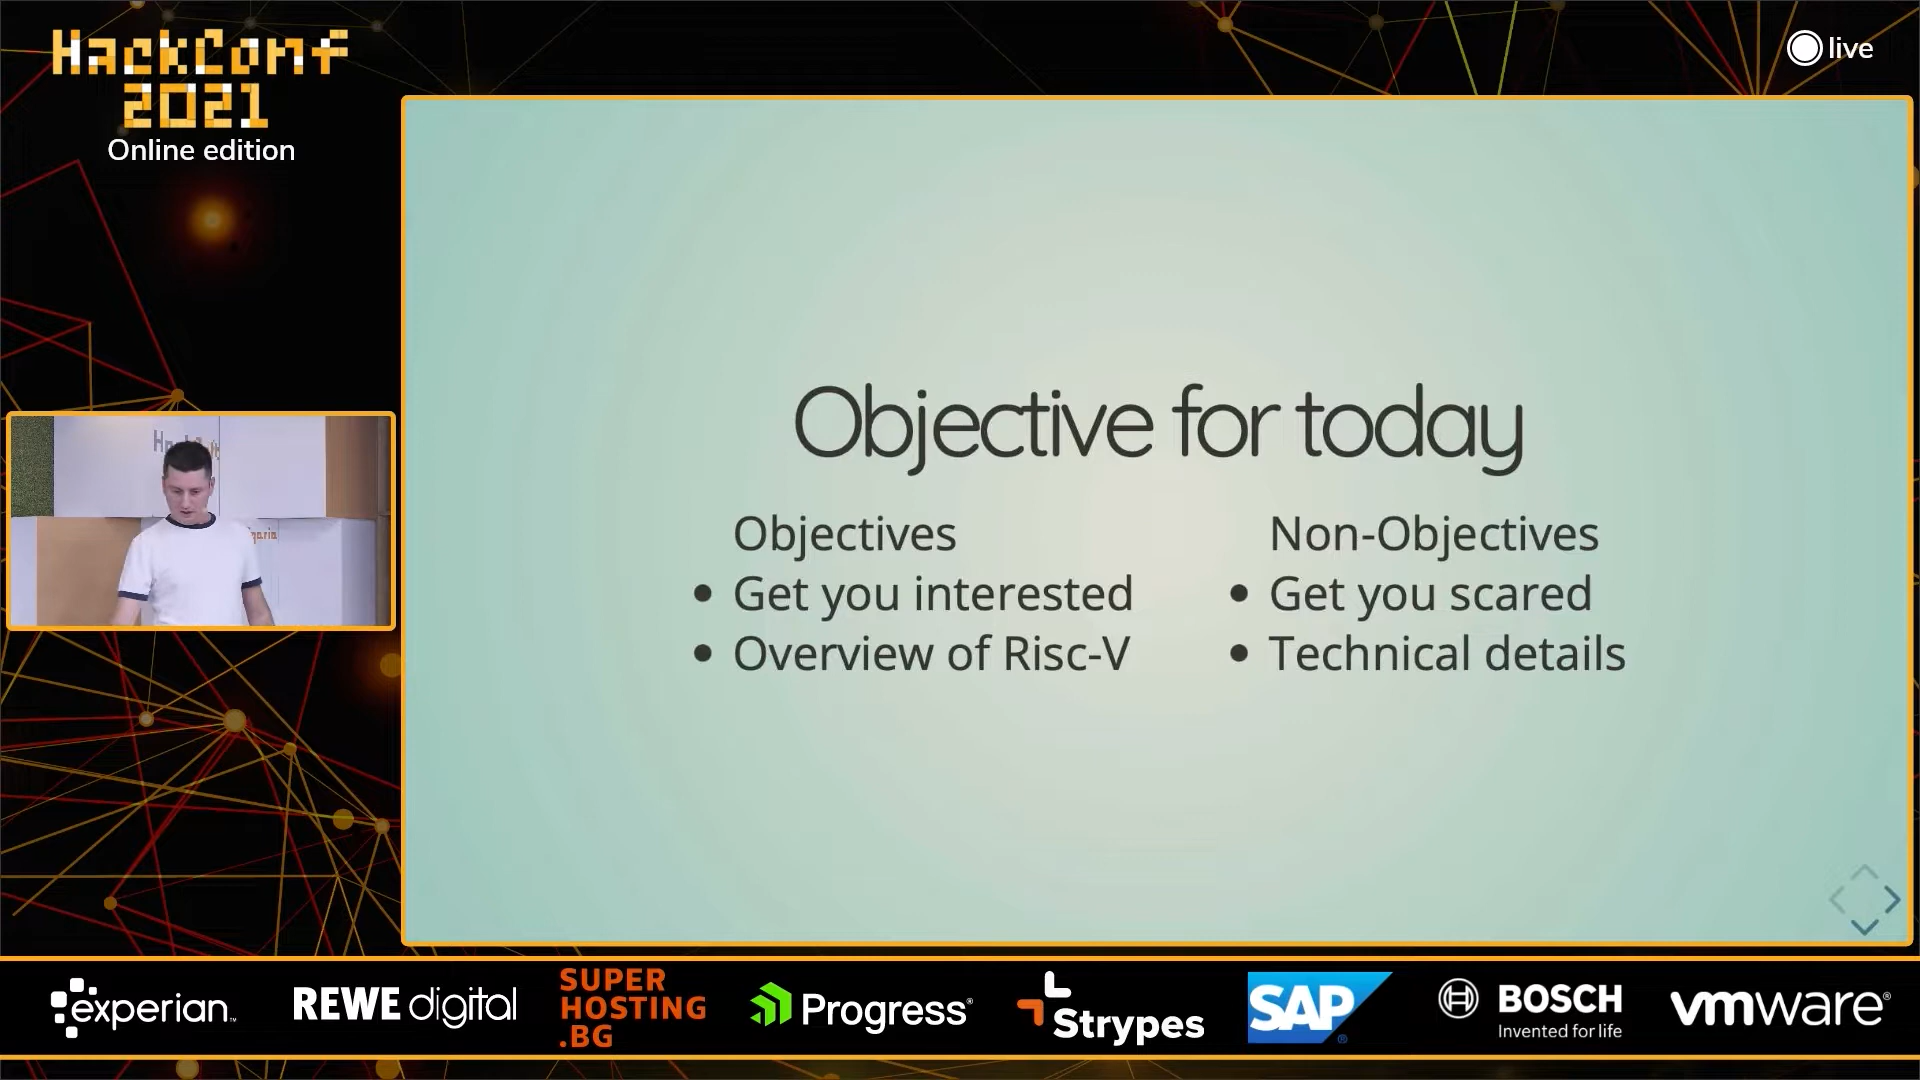 HackConf
2021
Online edition
live
Objective for today
Objectives
• Get you interested
• Overview of Risc-V
Non-Objectives
• Get you scared
• Technical details
experian™
REWE digital
SUPER
HOSTING
.BG
Progress®
Strypes
SAP®
BOSCH
Invented for life
vmware®